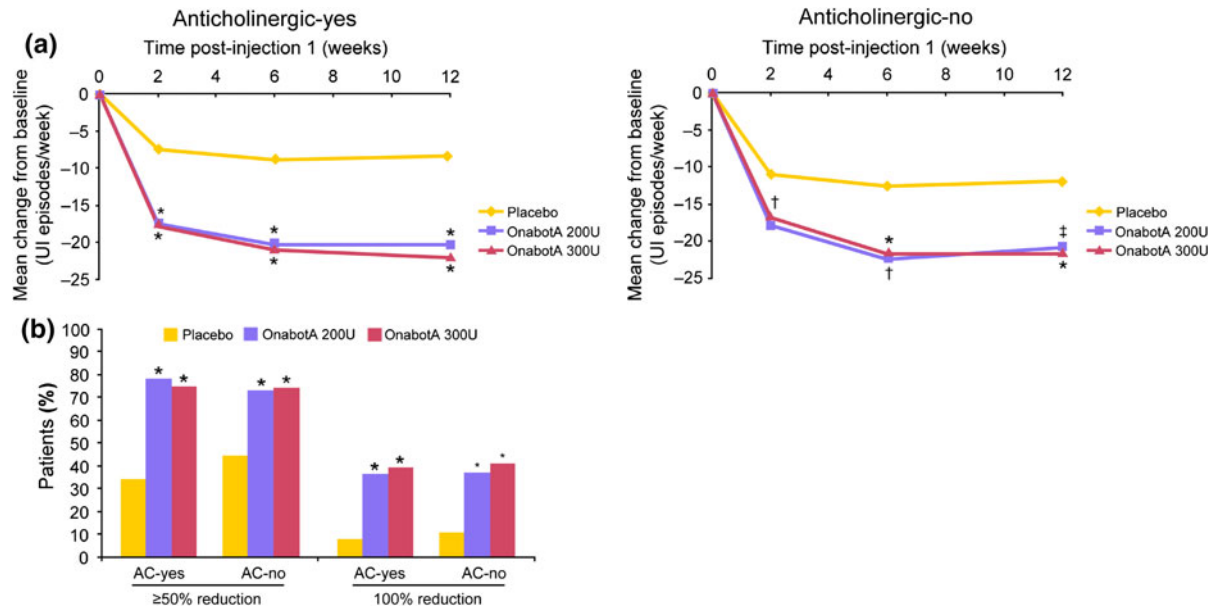 (a)
Anticholinergic-yes
Time post-injection 1 (weeks)
0 2 4 6 8 10 12
Mean change from baseline
(UI episodes/week)
0
–5
–10
–15
–20
–25
* * *
* * *
Placebo
OnabotA 200U
OnabotA 300U
Anticholinergic-no
Time post-injection 1 (weeks)
0 2 4 6 8 10 12
Mean change from baseline
(UI episodes/week)
0
–5
–10
–15
–20
–25
† * ‡
† *
Placebo
OnabotA 200U
OnabotA 300U
(b)
Placebo OnabotA 200U OnabotA 300U
Patients (%)
100
90
80
70
60
50
40
30
20
10
0
* * * *
* * * *
AC-yes AC-no AC-yes AC-no
≥50% reduction 100% reduction